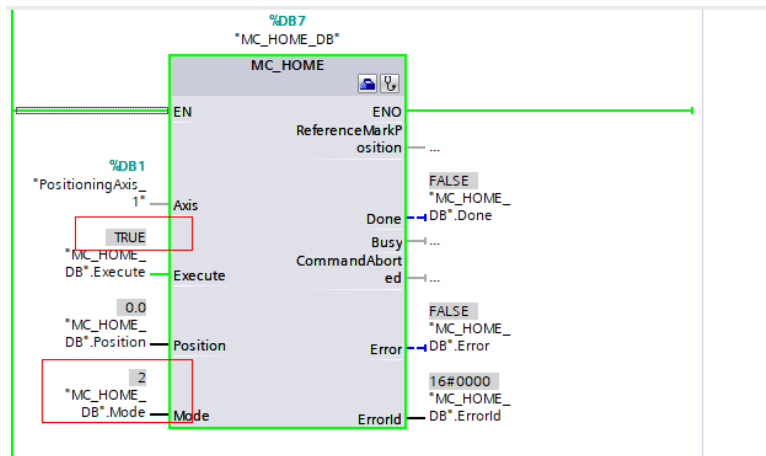 %DB7
"MC_HOME_DB"
MC_HOME
EN
ENO
ReferenceMarkP
osition
...
%DB1
"PositioningAxis_
1"
Axis
FALSE
"MC_HOME_
DB".Done
Done
TRUE
"MC_HOME_
DB".Execute
Execute
Busy
...
CommandAbort
ed
...
0.0
"MC_HOME_
DB".Position
Position
FALSE
"MC_HOME_
DB".Error
Error
2
"MC_HOME_
DB".Mode
Mode
16#0000
"MC_HOME_
DB".ErrorId
ErrorId